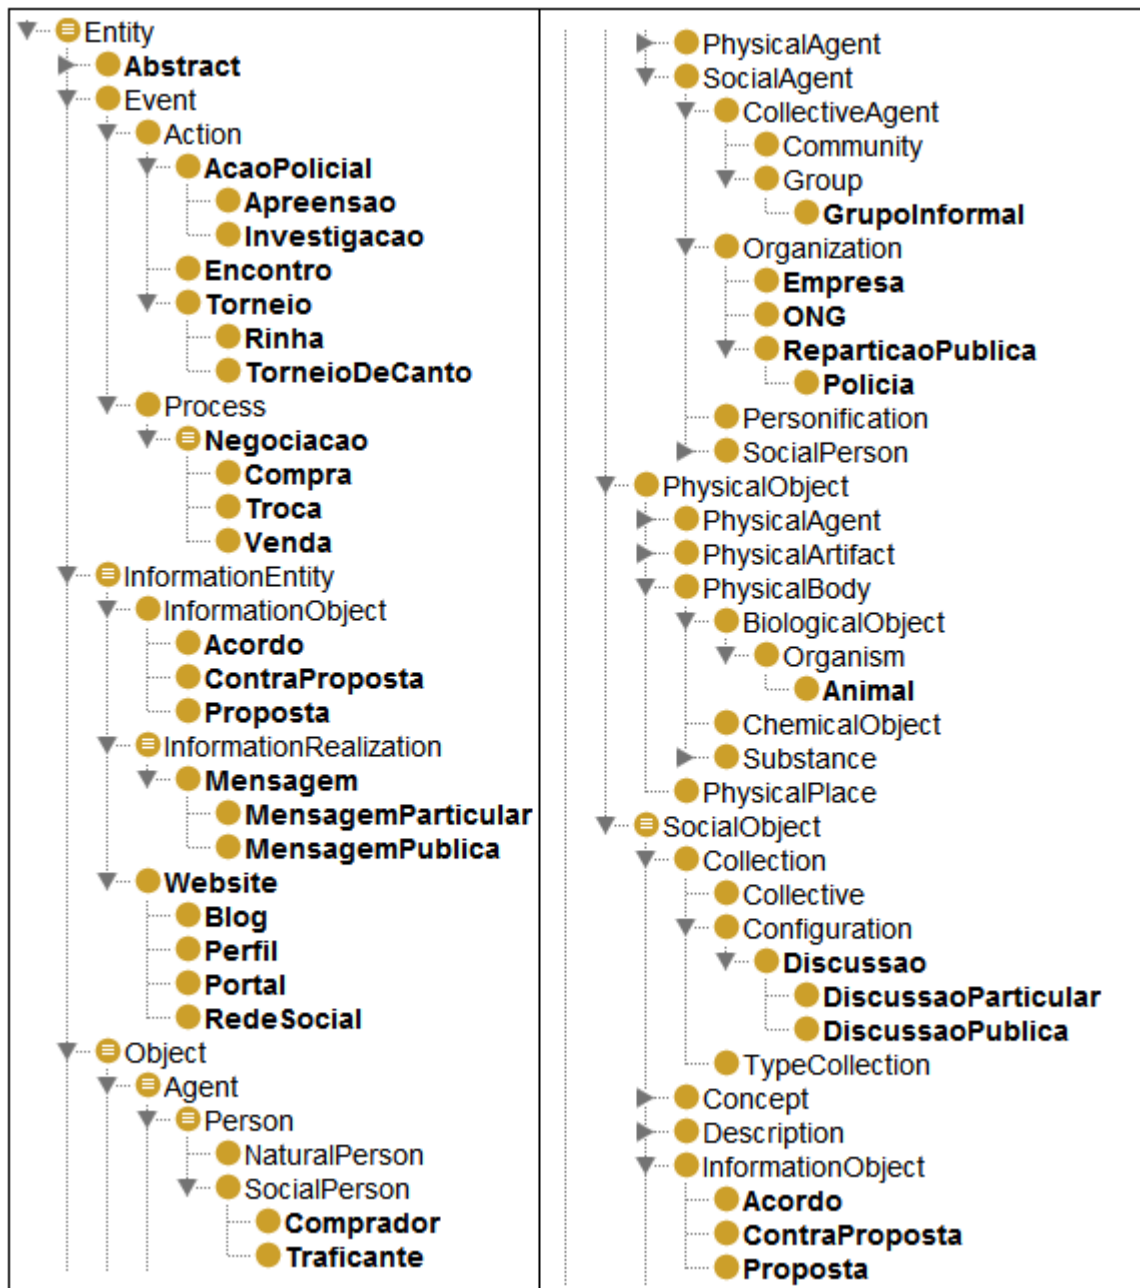 Entity
Abstract
Event
Action
AcaoPolicial
Apreensao
Investigacao
Encontro
Torneio
Rinha
TorneioDeCanto
Process
Negociacao
Compra
Troca
Venda
InformationEntity
InformationObject
Acordo
ContraProposta
Proposta
InformationRealization
Mensagem
MensagemParticular
MensagemPublica
Website
Blog
Perfil
Portal
RedeSocial
Object
Agent
Person
NaturalPerson
SocialPerson
Comprador
Traficante
PhysicalAgent
SocialAgent
CollectiveAgent
Community
Group
GrupoInformal
Organization
Empresa
ONG
ReparticaoPublica
Policia
Personification
SocialPerson
PhysicalObject
PhysicalAgent
PhysicalArtifact
PhysicalBody
BiologicalObject
Organism
Animal
ChemicalObject
Substance
PhysicalPlace
SocialObject
Collection
Collective
Configuration
Discussao
DiscussaoParticular
DiscussaoPublica
TypeCollection
Concept
Description
InformationObject
Acordo
ContraProposta
Proposta